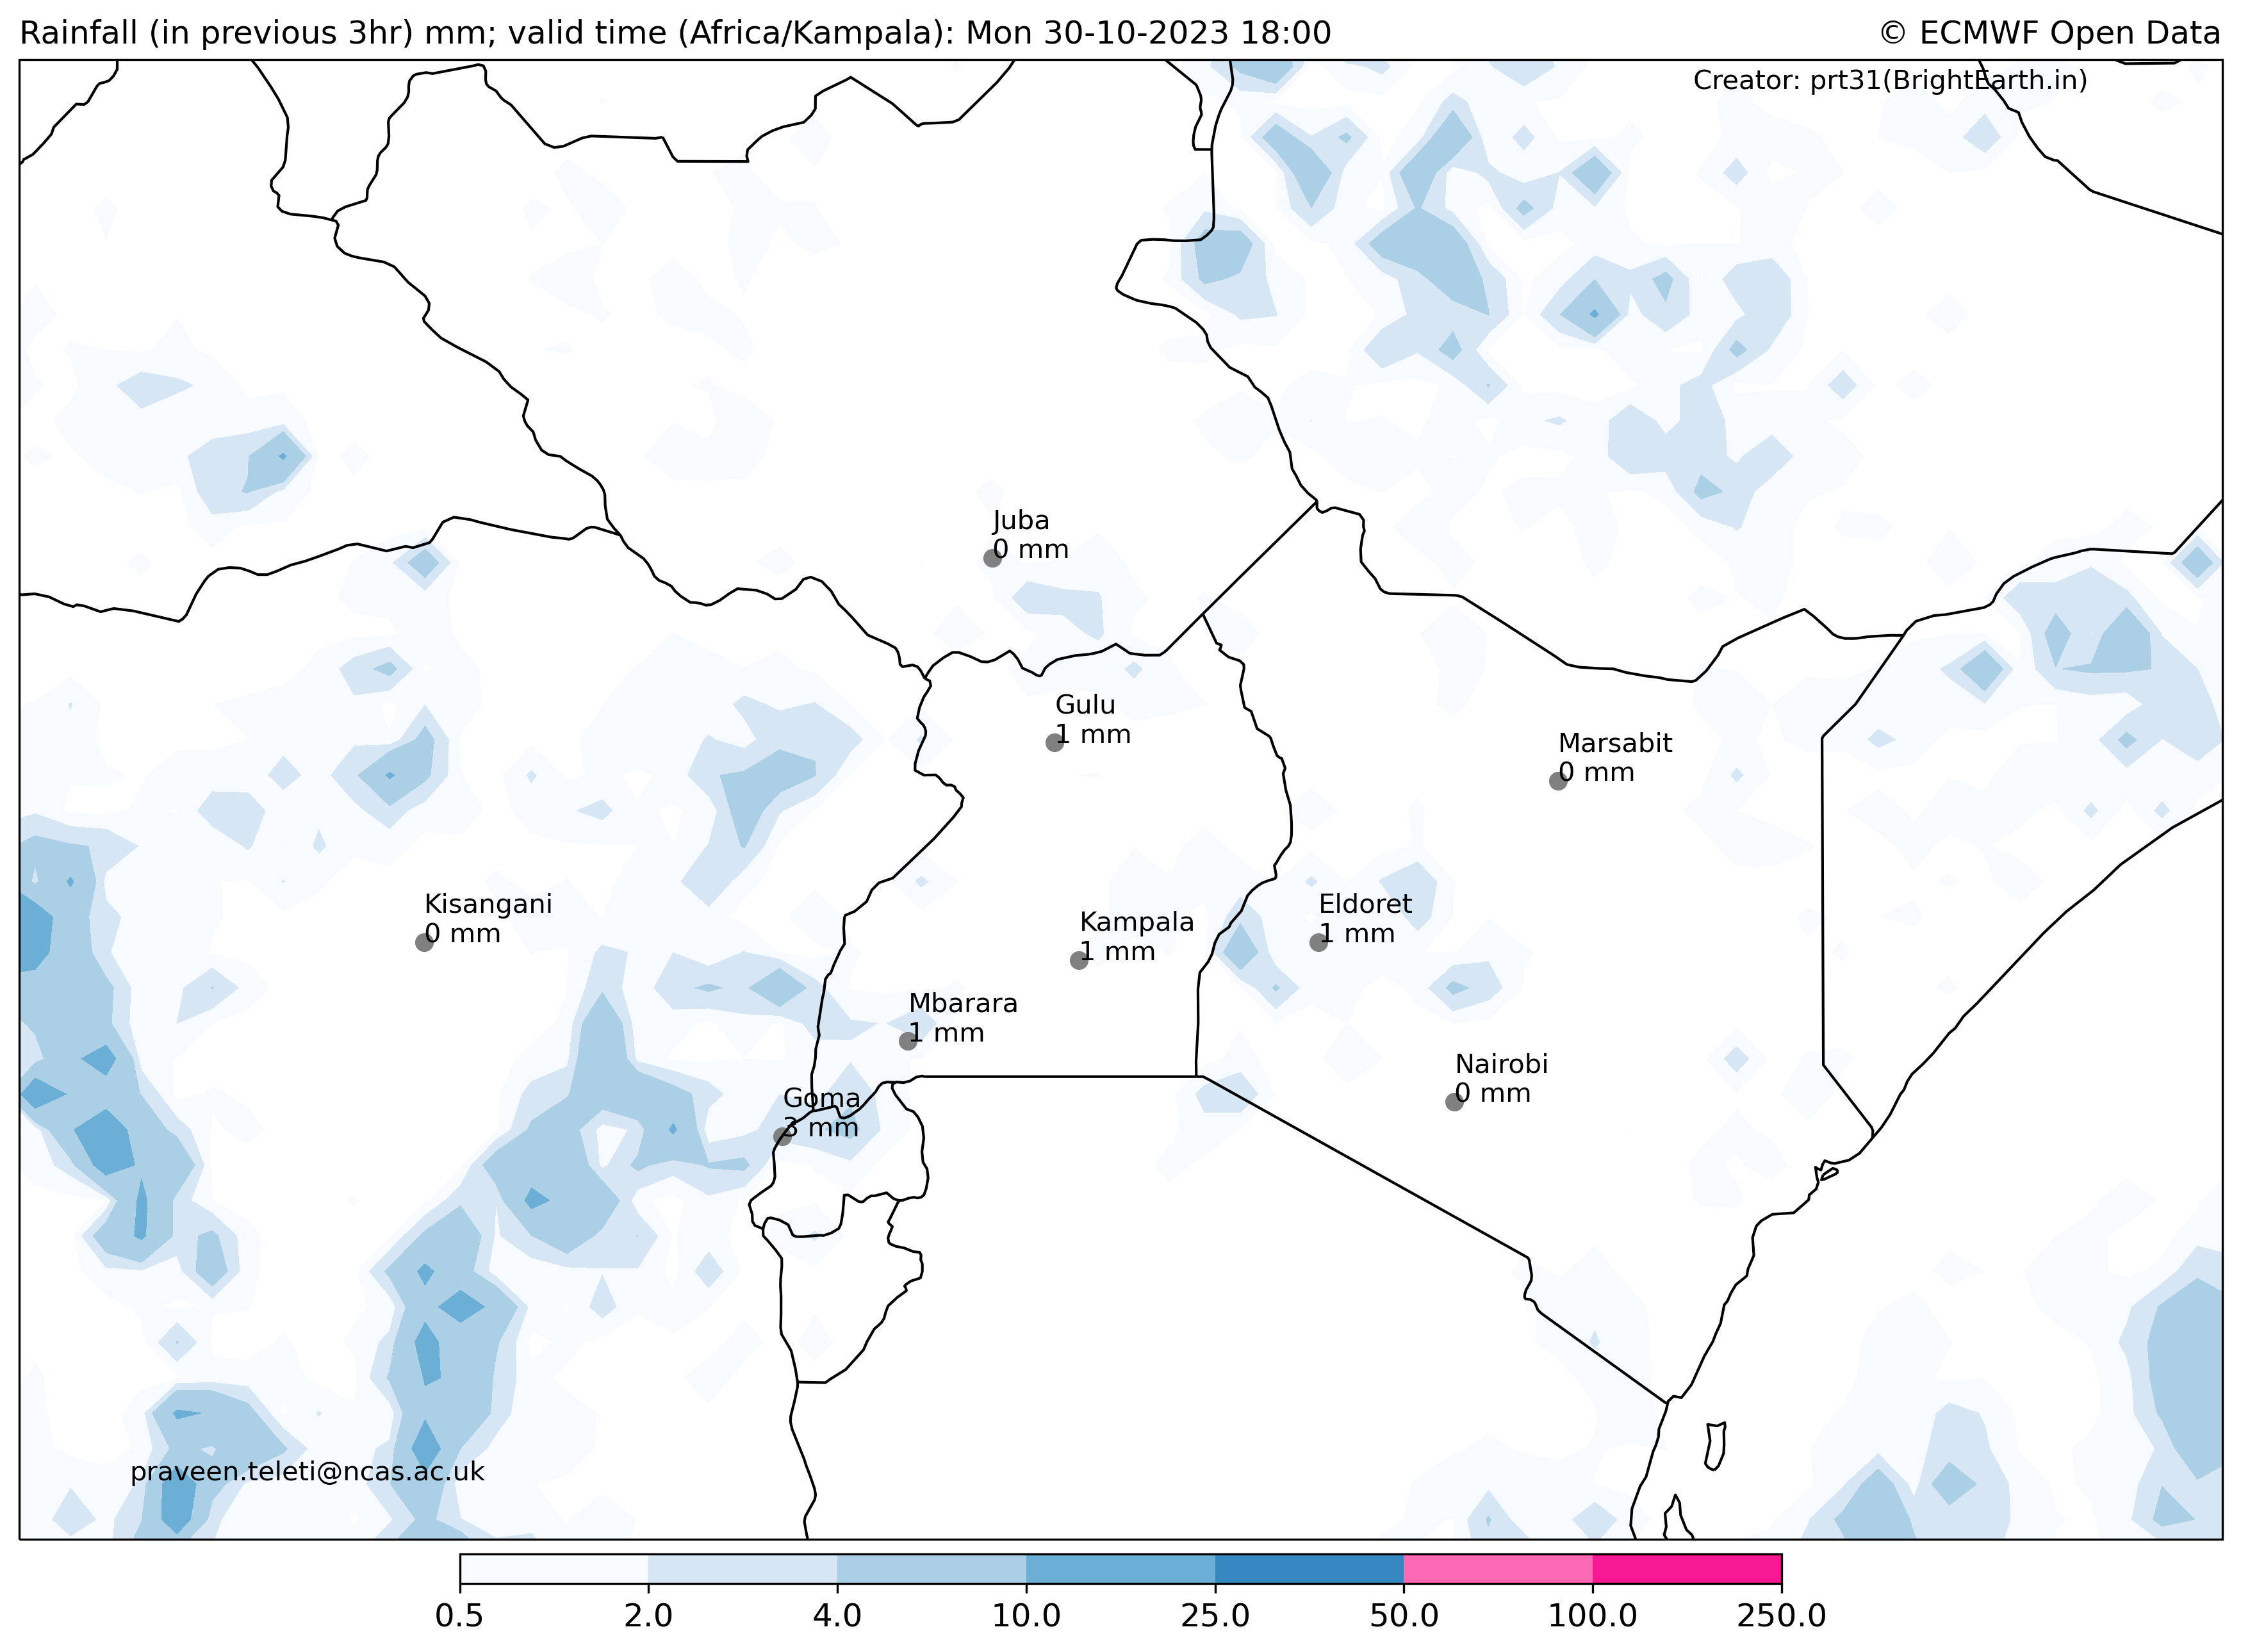 Rainfall (in previous 3hr) mm; valid time (Africa/Kampala): Mon 30-10-2023 18:00
© ECMWF Open Data
Creator: prt31(BrightEarth.in)
Juba
0 mm
Gulu
1 mm
Marsabit
0 mm
Kisangani
0 mm
Eldoret
1 mm
Kampala
1 mm
Mbarara
1 mm
Nairobi
0 mm
Goma
3 mm
praveen.teleti@ncas.ac.uk
0.5 2.0 4.0 10.0 25.0 50.0 100.0 250.0